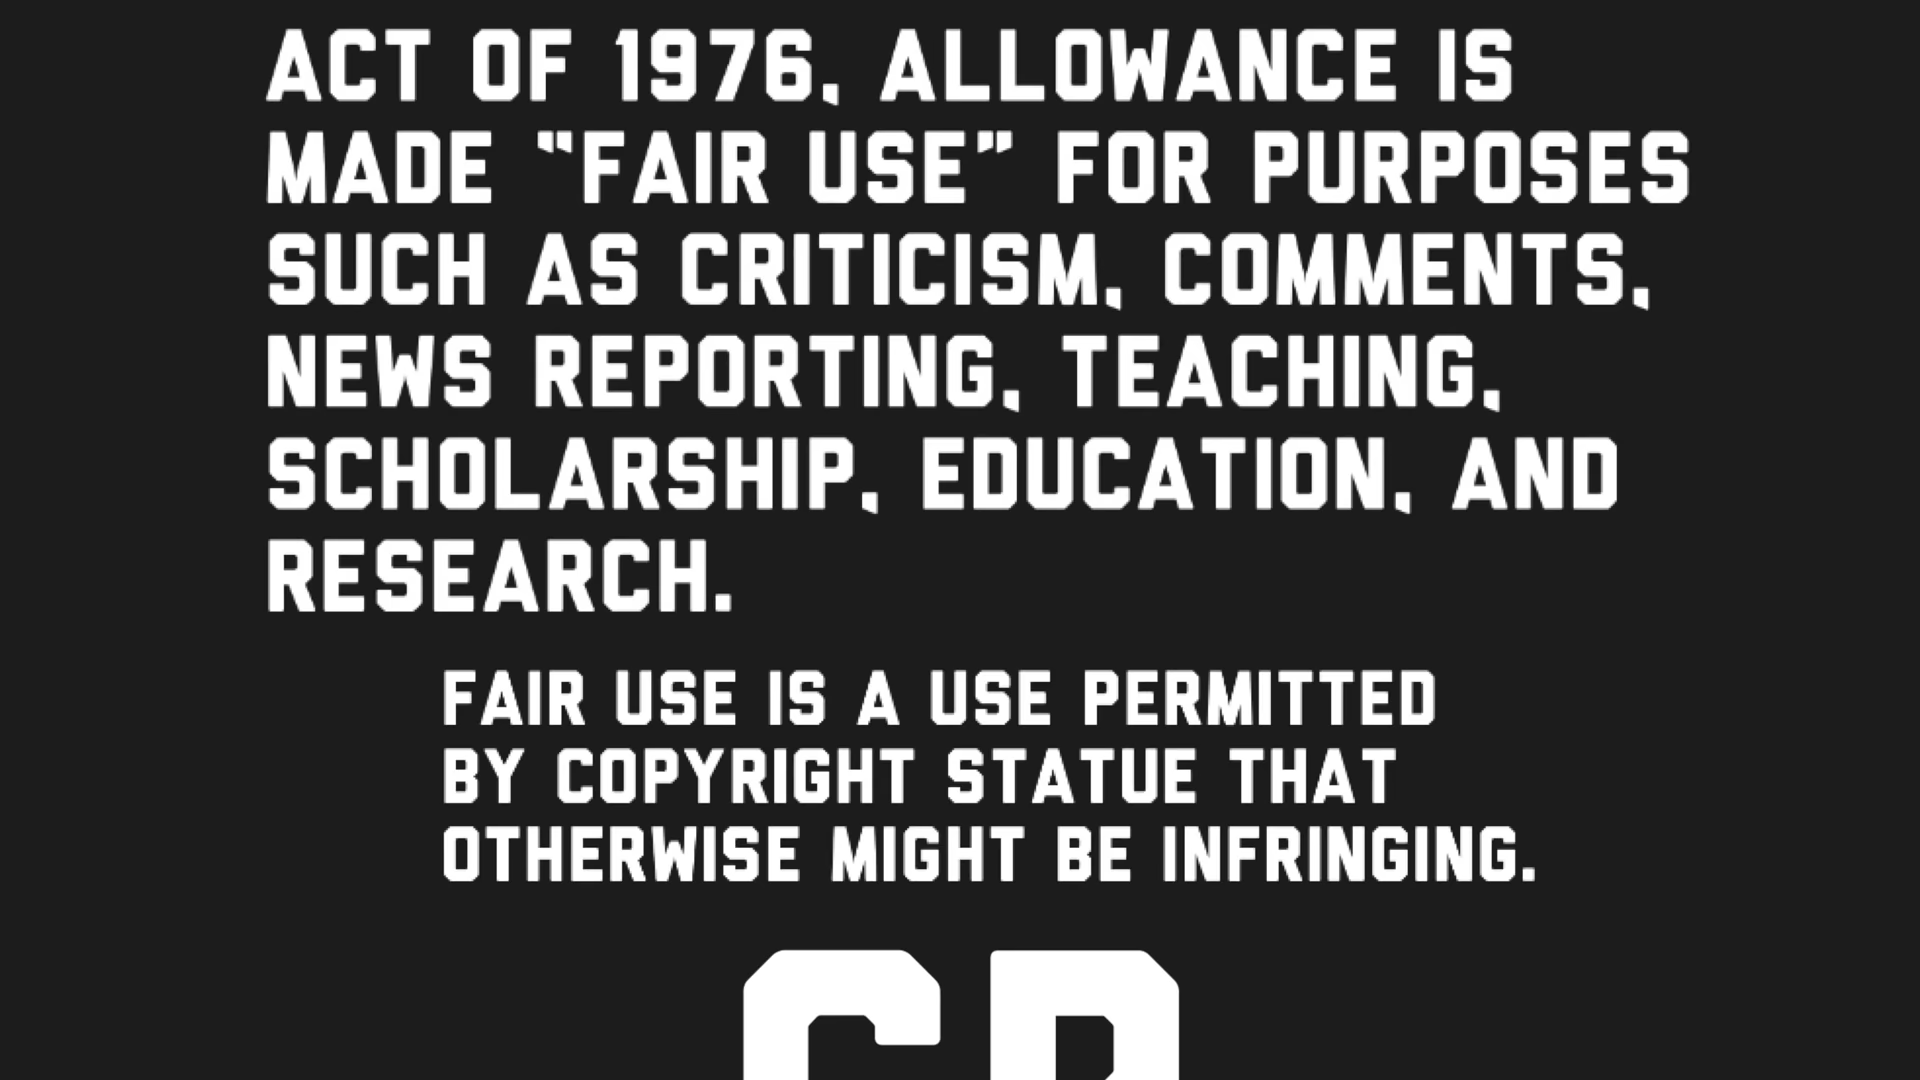 ACT OF 1976, ALLOWANCE IS
MADE "FAIR USE" FOR PURPOSES
SUCH AS CRITICISM, COMMENTS,
NEWS REPORTING, TEACHING,
SCHOLARSHIP, EDUCATION, AND
RESEARCH.
FAIR USE IS A USE PERMITTED
BY COPYRIGHT STATUE THAT
OTHERWISE MIGHT BE INFRINGING.